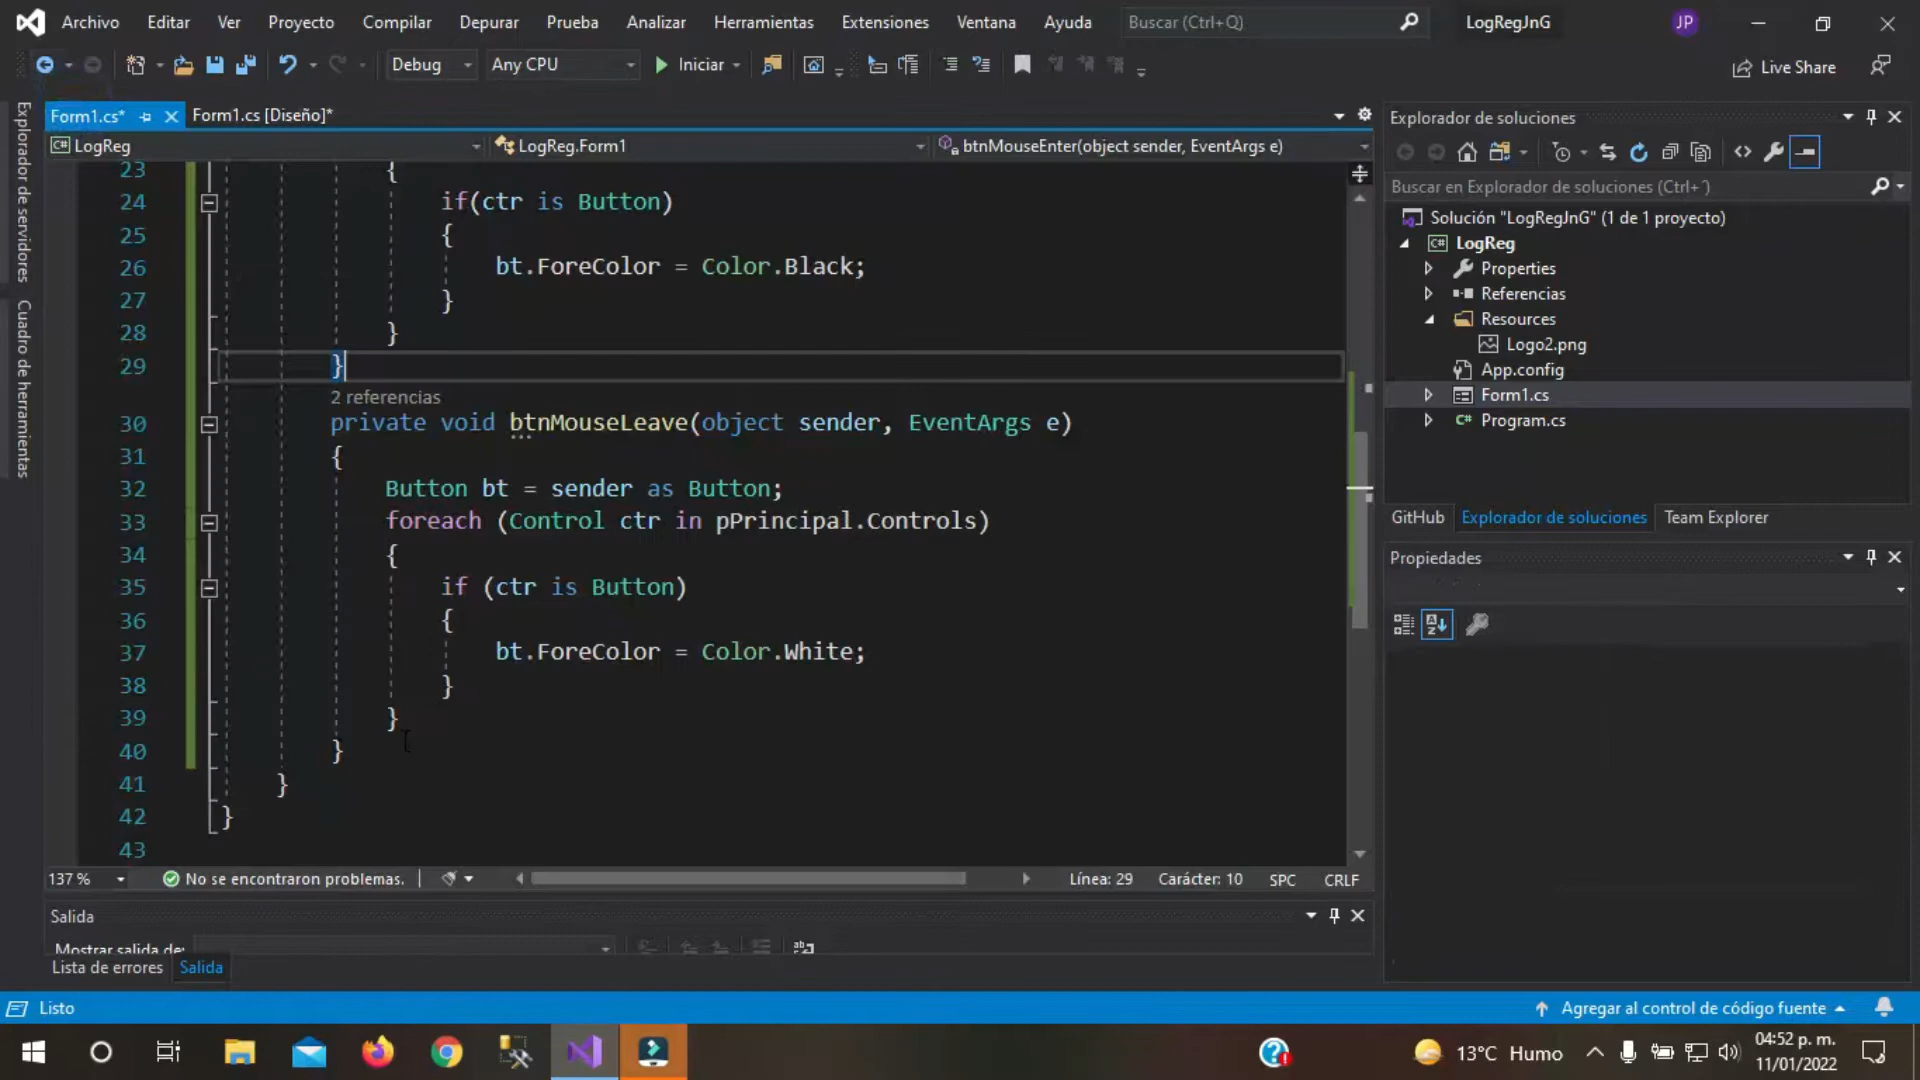 Archivo Editar Ver Proyecto Compilar Depurar Prueba Analizar Herramientas Extensiones Ventana Ayuda Buscar (Ctrl+Q) LogRegJnG JP
Debug Any CPU Iniciar Live Share
Form1.cs* Form1.cs [Diseño]*
LogReg LogReg.Form1 btnMouseEnter(object sender, EventArgs e)
Explorador de servidores
Cuadro de herramientas
23 {
24 if(ctr is Button)
25 {
26 bt.ForeColor = Color.Black;
27 }
28 }
29 }
2 referencias
30 private void btnMouseLeave(object sender, EventArgs e)
31 {
32 Button bt = sender as Button;
33 foreach (Control ctr in pPrincipal.Controls)
34 {
35 if (ctr is Button)
36 {
37 bt.ForeColor = Color.White;
38 }
39 }
40 }
41 }
42 }
43
137 % No se encontraron problemas. Línea: 29 Carácter: 10 SPC CRLF
Salida
Mostrar salida de:
Lista de errores Salida
Explorador de soluciones
Buscar en Explorador de soluciones (Ctrl+´)
Solución "LogRegJnG" (1 de 1 proyecto)
LogReg
Properties
Referencias
Resources
Logo2.png
App.config
Form1.cs
Program.cs
GitHub Explorador de soluciones Team Explorer
Propiedades
Listo Agregar al control de código fuente
13°C Humo 04:52 p. m.
11/01/2022